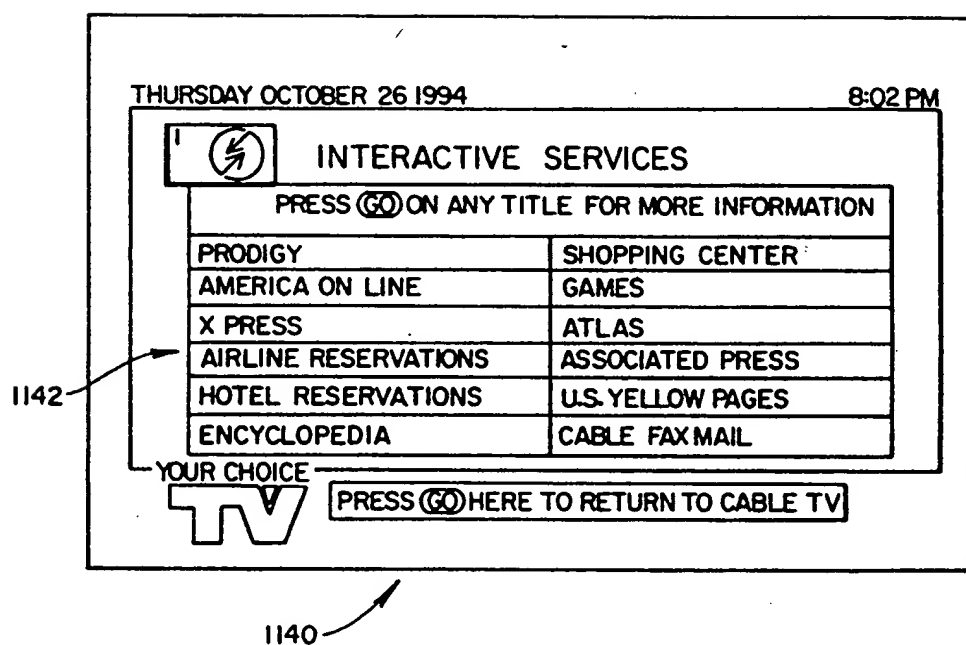 THURSDAY OCTOBER 26 1994 8:02 PM
1
INTERACTIVE SERVICES
PRESS GO ON ANY TITLE FOR MORE INFORMATION
PRODIGY SHOPPING CENTER
AMERICA ON LINE GAMES
X PRESS ATLAS
AIRLINE RESERVATIONS ASSOCIATED PRESS
1142
HOTEL RESERVATIONS U.S. YELLOW PAGES
ENCYCLOPEDIA CABLE FAX MAIL
YOUR CHOICE
TV
PRESS GO HERE TO RETURN TO CABLE TV
1140